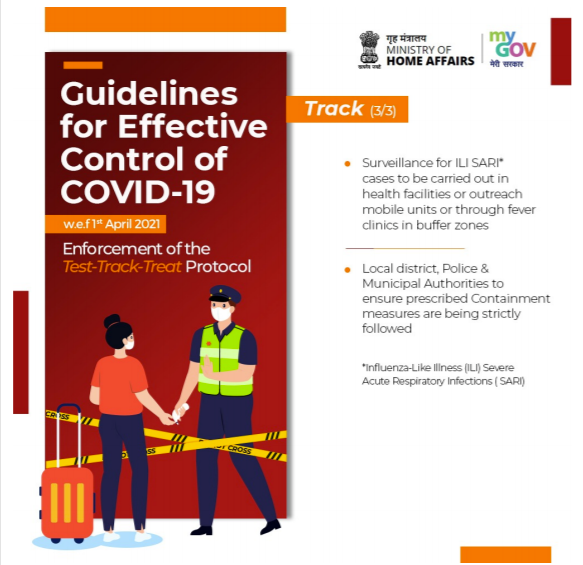 गृह मंत्रालय
MINISTRY OF
HOME AFFAIRS
सत्यमेव जयते
my
GOV
मेरी सरकार
Guidelines
for Effective
Control of
COVID-19
w.e.f 1st April 2021
Enforcement of the
Test-Track-Treat Protocol
Track (3/3)
Surveillance for ILI SARI*
cases to be carried out in
health facilities or outreach
mobile units or through fever
clinics in buffer zones
Local district, Police &
Municipal Authorities to
ensure prescribed Containment
measures are being strictly
followed
*Influenza-Like Illness (ILI) Severe
Acute Respiratory Infections ( SARI)
CROSS
CROSS